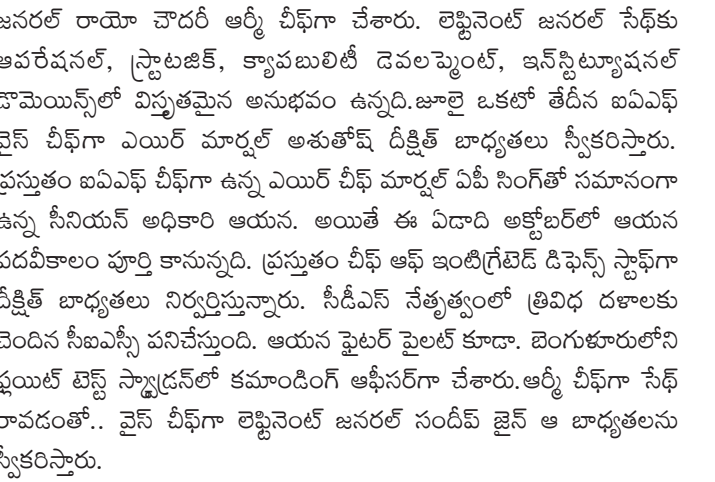 జనరల్ రాయో చౌదరీ ఆర్మీ చీఫ్‌గా చేశారు. లెఫ్టినెంట్ జనరల్ సేథ్‌కు
ఆపరేషనల్, స్ట్రాటజిక్, క్యాపబులిటీ డెవలప్మెంట్, ఇన్‌స్టిట్యూషనల్
డొమెయిన్స్‌లో విస్తృతమైన అనుభవం ఉన్నది.జూలై ఒకటో తేదీన ఐఏఎఫ్
వైస్ చీఫ్‌గా ఎయిర్ మార్షల్ అశుతోష్ దీక్షిత్ బాధ్యతలు స్వీకరిస్తారు.
ప్రస్తుతం ఐఏఎఫ్ చీఫ్‌గా ఉన్న ఎయిర్ చీఫ్ మార్షల్ ఏపీ సింగ్‌తో సమానంగా
ఉన్న సీనియన్ అధికారి ఆయన. అయితే ఈ ఏడాది అక్టోబర్‌లో ఆయన
పదవీకాలం పూర్తి కానున్నది. ప్రస్తుతం చీఫ్ ఆఫ్ ఇంటిగ్రేటెడ్ డిఫెన్స్ స్టాఫ్‌గా
దీక్షిత్ బాధ్యతలు నిర్వర్తిస్తున్నారు. సీడీఎస్ నేతృత్వంలో త్రివిధ దళాలకు
చెందిన సీఐఎస్సీ పనిచేస్తుంది. ఆయన ఫైటర్ పైలట్ కూడా. బెంగుళూరులోని
ఫ్లయిట్ టెస్ట్ స్క్వాడ్రన్‌లో కమాండింగ్ ఆఫీసర్‌గా చేశారు.ఆర్మీ చీఫ్‌గా సేథ్
రావడంతో.. వైస్ చీఫ్‌గా లెఫ్టినెంట్ జనరల్ సందీప్ జైన్ ఆ బాధ్యతలను
స్వీకరిస్తారు.